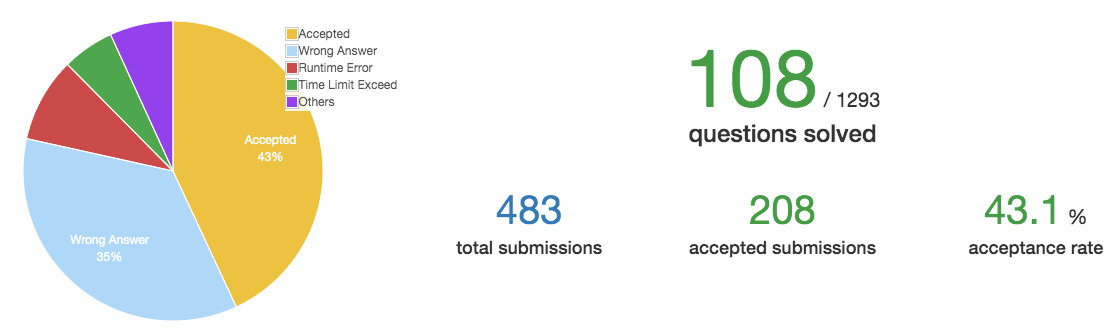 Accepted
Wrong Answer
Runtime Error
Time Limit Exceed
Others
Accepted
43%
Wrong Answer
35%
108 / 1293
questions solved
483
total submissions
208
accepted submissions
43.1 %
acceptance rate